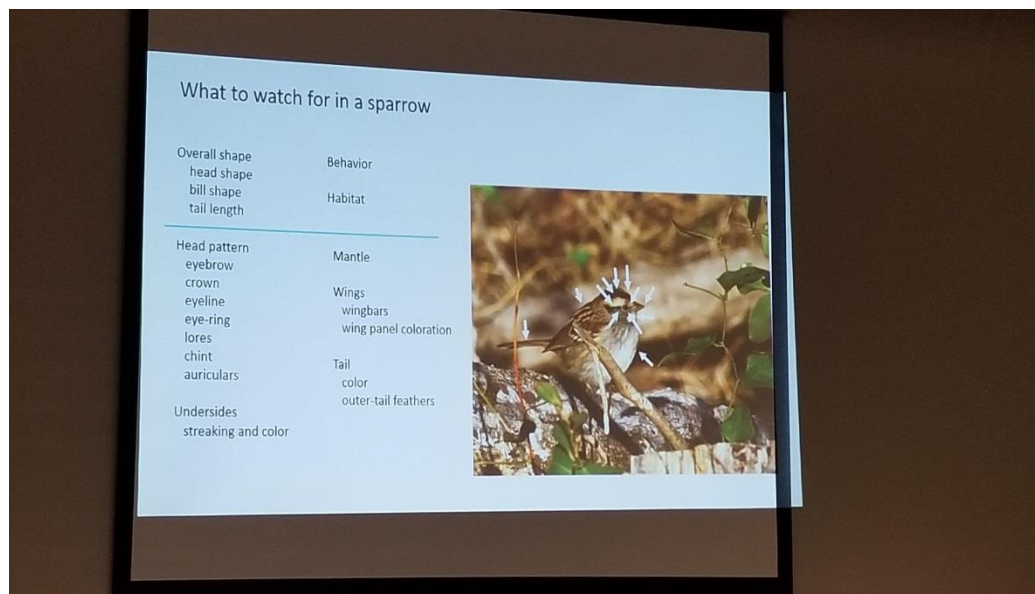 What to watch for in a sparrow
Overall shape
head shape
bill shape
tail length
Behavior
Habitat
Head pattern
eyebrow
crown
eyeline
eye-ring
lores
chint
auriculars
Undersides
streaking and color
Mantle
Wings
wingbars
wing panel coloration
Tail
color
outer-tail feathers